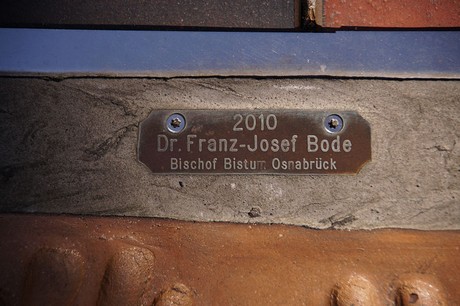 2010
Dr. Franz-Josef Bode
Bischof Bistum Osnabrück